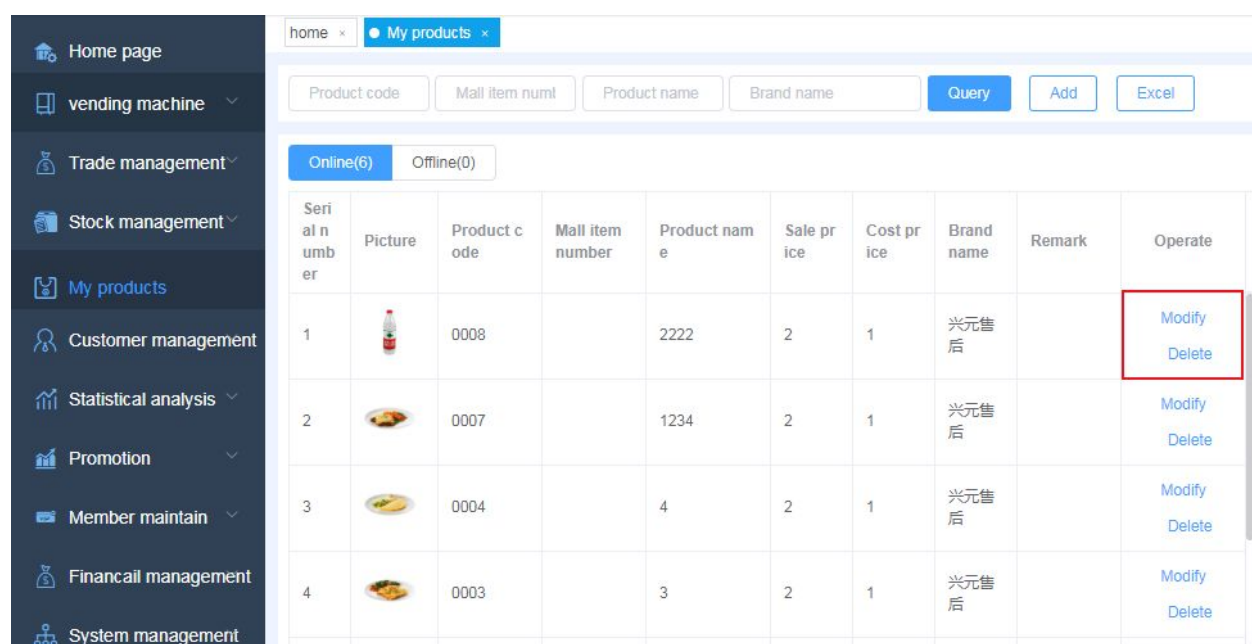 Home page
vending machine
Trade management
Stock management
My products
Customer management
Statistical analysis
Promotion
Member maintain
Financail management
System management
home × My products ×
Product code Mall item numl Product name Brand name Query Add Excel
Online(6) Offline(0)
Seri
al n
umb
er
Picture
Product c
ode
Mall item
number
Product nam
e
Sale pr
ice
Cost pr
ice
Brand
name
Remark
Operate
1 0008 2222 2 1 兴元售
后
Modify
Delete
2 0007 1234 2 1 兴元售
后
Modify
Delete
3 0004 4 2 1 兴元售
后
Modify
Delete
4 0003 3 2 1 兴元售
后
Modify
Delete